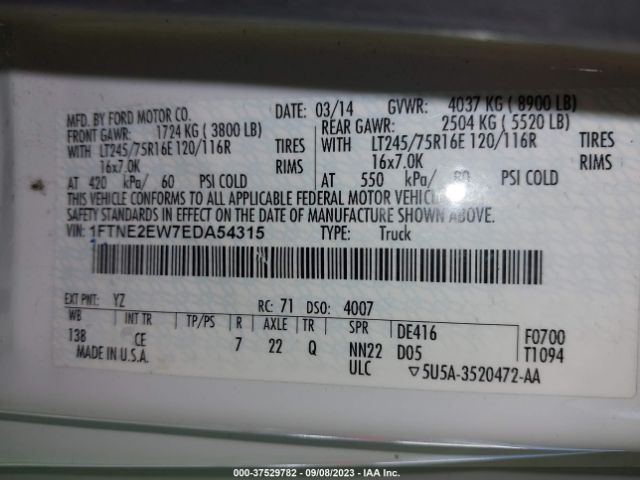 MFD. BY FORD MOTOR CO.
DATE: 03/14 GVWR: 4037 KG ( 8900 LB)
FRONT GAWR: 1724 KG ( 3800 LB) REAR GAWR: 2504 KG ( 5520 LB)
WITH LT245/75R16E 120/116R TIRES WITH LT245/75R16E 120/116R TIRES
16x7.0K RIMS 16x7.0K RIMS
AT 420 kPa/ 60 PSI COLD AT 550 kPa/ 80 PSI COLD
THIS VEHICLE CONFORMS TO ALL APPLICABLE FEDERAL MOTOR VEHICLE
SAFETY STANDARDS IN EFFECT ON THE DATE OF MANUFACTURE SHOWN ABOVE.
VIN: 1FTNE2EW7EDA54315 TYPE: Truck
EXT PNT: YZ RC: 71 DSO: 4007
WB INT TR TP/PS R AXLE TR SPR DE416 F0700
138 CE 7 22 Q NN22 D05 T1094
MADE IN U.S.A. ULC ▽5U5A-3520472-AA
000-37529782 - 09/08/2023 - IAA Inc.